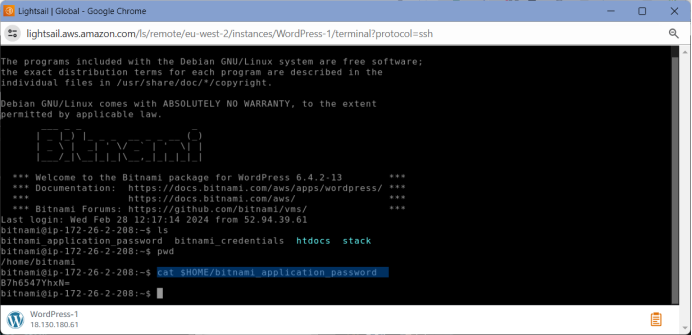 Lightsail | Global - Google Chrome
lightsail.aws.amazon.com/ls/remote/eu-west-2/instances/WordPress-1/terminal?protocol=ssh
The programs included with the Debian GNU/Linux system are free software;
the exact distribution terms for each program are described in the
individual files in /usr/share/doc/*/copyright.
Debian GNU/Linux comes with ABSOLUTELY NO WARRANTY, to the extent
permitted by applicable law.
*** Welcome to the Bitnami package for WordPress 6.4.2-13 ***
*** Documentation: https://docs.bitnami.com/aws/apps/wordpress/ ***
*** https://docs.bitnami.com/aws/ ***
*** Bitnami Forums: https://github.com/bitnami/vms/ ***
Last login: Wed Feb 28 12:17:14 2024 from 52.94.39.61
bitnami@ip-172-26-2-208:~$ ls
bitnami_application_password bitnami_credentials htdocs stack
bitnami@ip-172-26-2-208:~$ pwd
/home/bitnami
bitnami@ip-172-26-2-208:~$ cat $HOME/bitnami_application_password
B7h6547YhxN=
bitnami@ip-172-26-2-208:~$
WordPress-1
18.130.180.61